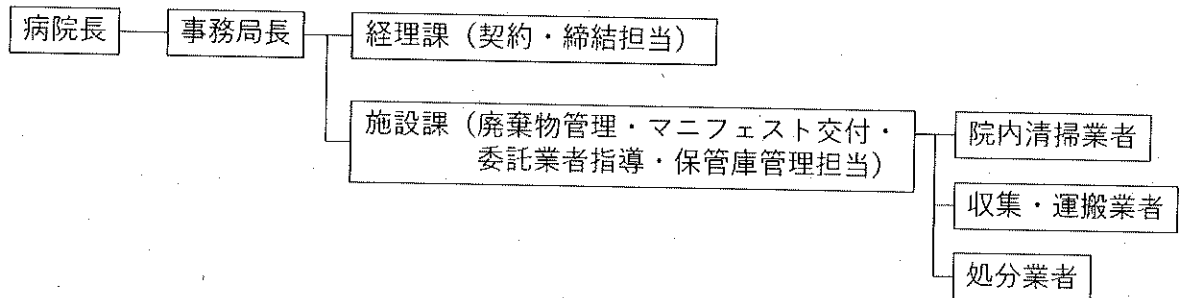 病院長
事務局長
経理課（契約・締結担当）
施設課（廃棄物管理・マニフェスト交付・
委託業者指導・保管庫管理担当）
院内清掃業者
収集・運搬業者
処分業者